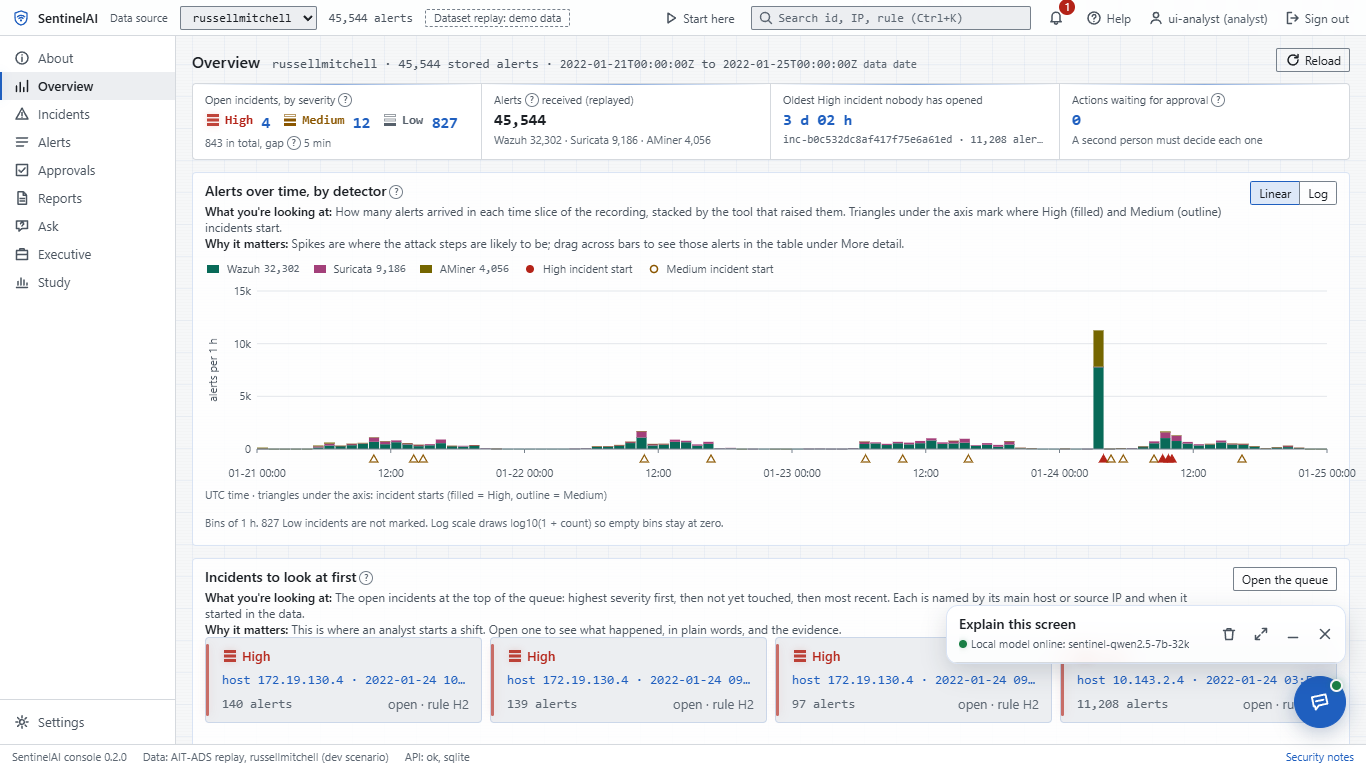 SentinelAI Data source russellmitchell 45,544 alerts Dataset replay: demo data Start here Search id, IP, rule (Ctrl+K) 1 Help ui-analyst (analyst) Sign out
About
Overview
Incidents
Alerts
Approvals
Reports
Ask
Executive
Study
Settings
Overview russellmitchell · 45,544 stored alerts · 2022-01-21T00:00:00Z to 2022-01-25T00:00:00Z data date Reload
Open incidents, by severity ?
High 4 Medium 12 Low 827
843 in total, gap ? 5 min
Alerts ? received (replayed)
45,544
Wazuh 32,302 · Suricata 9,186 · AMiner 4,056
Oldest High incident nobody has opened
3 d 02 h
inc-b0c532dc8af417f75e6a61ed · 11,208 aler…
Actions waiting for approval ?
0
A second person must decide each one
Alerts over time, by detector ? Linear Log
What you're looking at: How many alerts arrived in each time slice of the recording, stacked by the tool that raised them. Triangles under the axis mark where High (filled) and Medium (outline)
incidents start.
Why it matters: Spikes are where the attack steps are likely to be; drag across bars to see those alerts in the table under More detail.
Wazuh 32,302 Suricata 9,186 AMiner 4,056 High incident start Medium incident start
alerts per 1 h
15k
10k
5k
0
01-21 00:00 12:00 01-22 00:00 12:00 01-23 00:00 12:00 01-24 00:00 12:00 01-25 00:00
UTC time · triangles under the axis: incident starts (filled = High, outline = Medium)
Bins of 1 h. 827 Low incidents are not marked. Log scale draws log10(1 + count) so empty bins stay at zero.
Incidents to look at first ? Open the queue
What you're looking at: The open incidents at the top of the queue: highest severity first, then not yet touched, then most recent. Each is named by its main host or source IP and when it
started in the data.
Why it matters: This is where an analyst starts a shift. Open one to see what happened, in plain words, and the evidence.
High
host 172.19.130.4 · 2022-01-24 10…
140 alerts open · rule H2
High
host 172.19.130.4 · 2022-01-24 09…
139 alerts open · rule H2
High
host 172.19.130.4 · 2022-01-24 09…
97 alerts open · rule H2
host 10.143.2.4 · 2022-01-24
11,208 alerts open
Explain this screen
Local model online: sentinel-qwen2.5-7b-32k
SentinelAI console 0.2.0 Data: AIT-ADS replay, russellmitchell (dev scenario) API: ok, sqlite Security notes